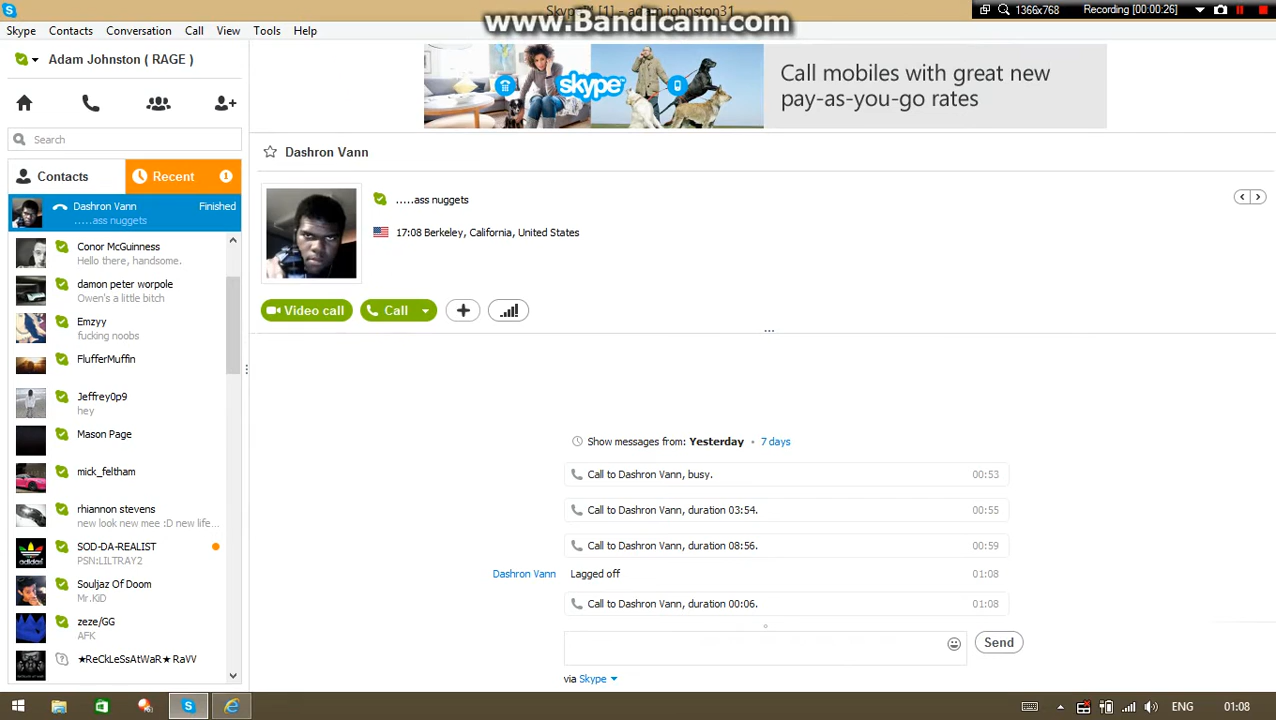 www.Bandicam.com
1366x768
Recording [00:00:26]
Skype Contacts Conversation Call View Tools Help
Adam Johnston ( RAGE )
skype
Call mobiles with great new
pay-as-you-go rates
Search
Contacts
Recent
1
Dashron Vann
Finished
.....ass nuggets
Conor McGuinness
Hello there, handsome.
damon peter worpole
Owen's a little bitch
Emzyy
fucking noobs
FlufferMuffin
Jeffrey0p9
hey
Mason Page
mick_feltham
rhiannon stevens
new look new mee :D new life...
SOD-DA-REALIST
PSN:LILTRAY2
Souljaz Of Doom
Mr.KiD
zeze/GG
AFK
★ReCkLeSsAtWaR★ RaVV
Dashron Vann
.....ass nuggets
17:08 Berkeley, California, United States
Video call
Call
Show messages from: Yesterday • 7 days
Call to Dashron Vann, busy. 00:53
Call to Dashron Vann, duration 03:54. 00:55
Call to Dashron Vann, duration 08:56. 00:59
Dashron Vann Lagged off 01:08
Call to Dashron Vann, duration 00:06. 01:08
Send
via Skype
adidas
ENG
01:08